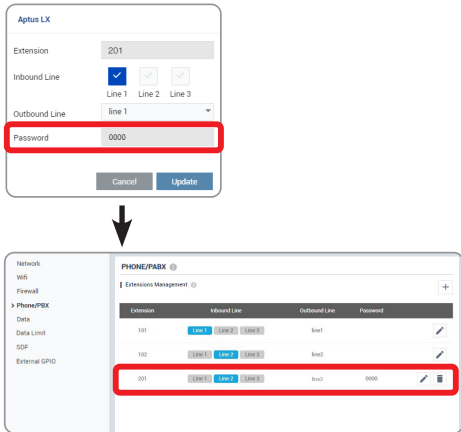 Aptus LX
Extension 201
Inbound Line
Line 1 Line 2 Line 3
Outbound Line line 1
Password 0000
Cancel Update
Network
Wifi
Firewall
> Phone/PBX
Data
Data Limit
SDF
External GPIO
PHONE/PABX
Extensions Management
+
Extension Inbound Line Outbound Line Password
101 Line 1 Line 2 Line 3 line1
102 Line 1 Line 2 Line 3 line2
201 Line 1 Line 2 Line 3 line3 0000